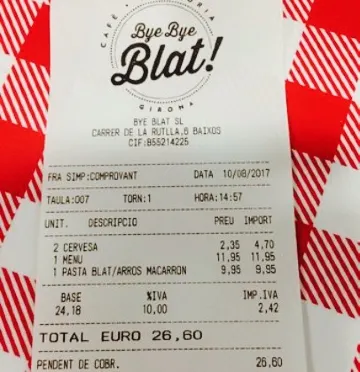 CAFÈ
Bye Bye
Blat!
GIRONA
BYE BLAT SL
CARRER DE LA RUTLLA,6 BAIXOS
CIF:B55214225
FRA SIMP:COMPROVANT DATA 10/08/2017
TAULA:007 TORN:1 HORA:14:57
UNIT. DESCRIPCIO PREU IMPORT
2 CERVESA 2,35 4,70
1 MENU 11,95 11,95
1 PASTA BLAT/ARROS MACARRON 9,95 9,95
BASE %IVA IMP.IVA
24,18 10,00 2,42
TOTAL EURO 26,60
PENDENT DE COBR. 26,60